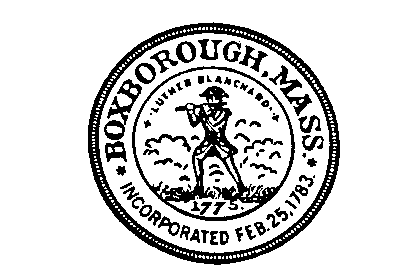 * BOXBOROUGH, MASS. *
LUTHER BLANCHARD
1775.
INCORPORATED FEB. 25, 1783.